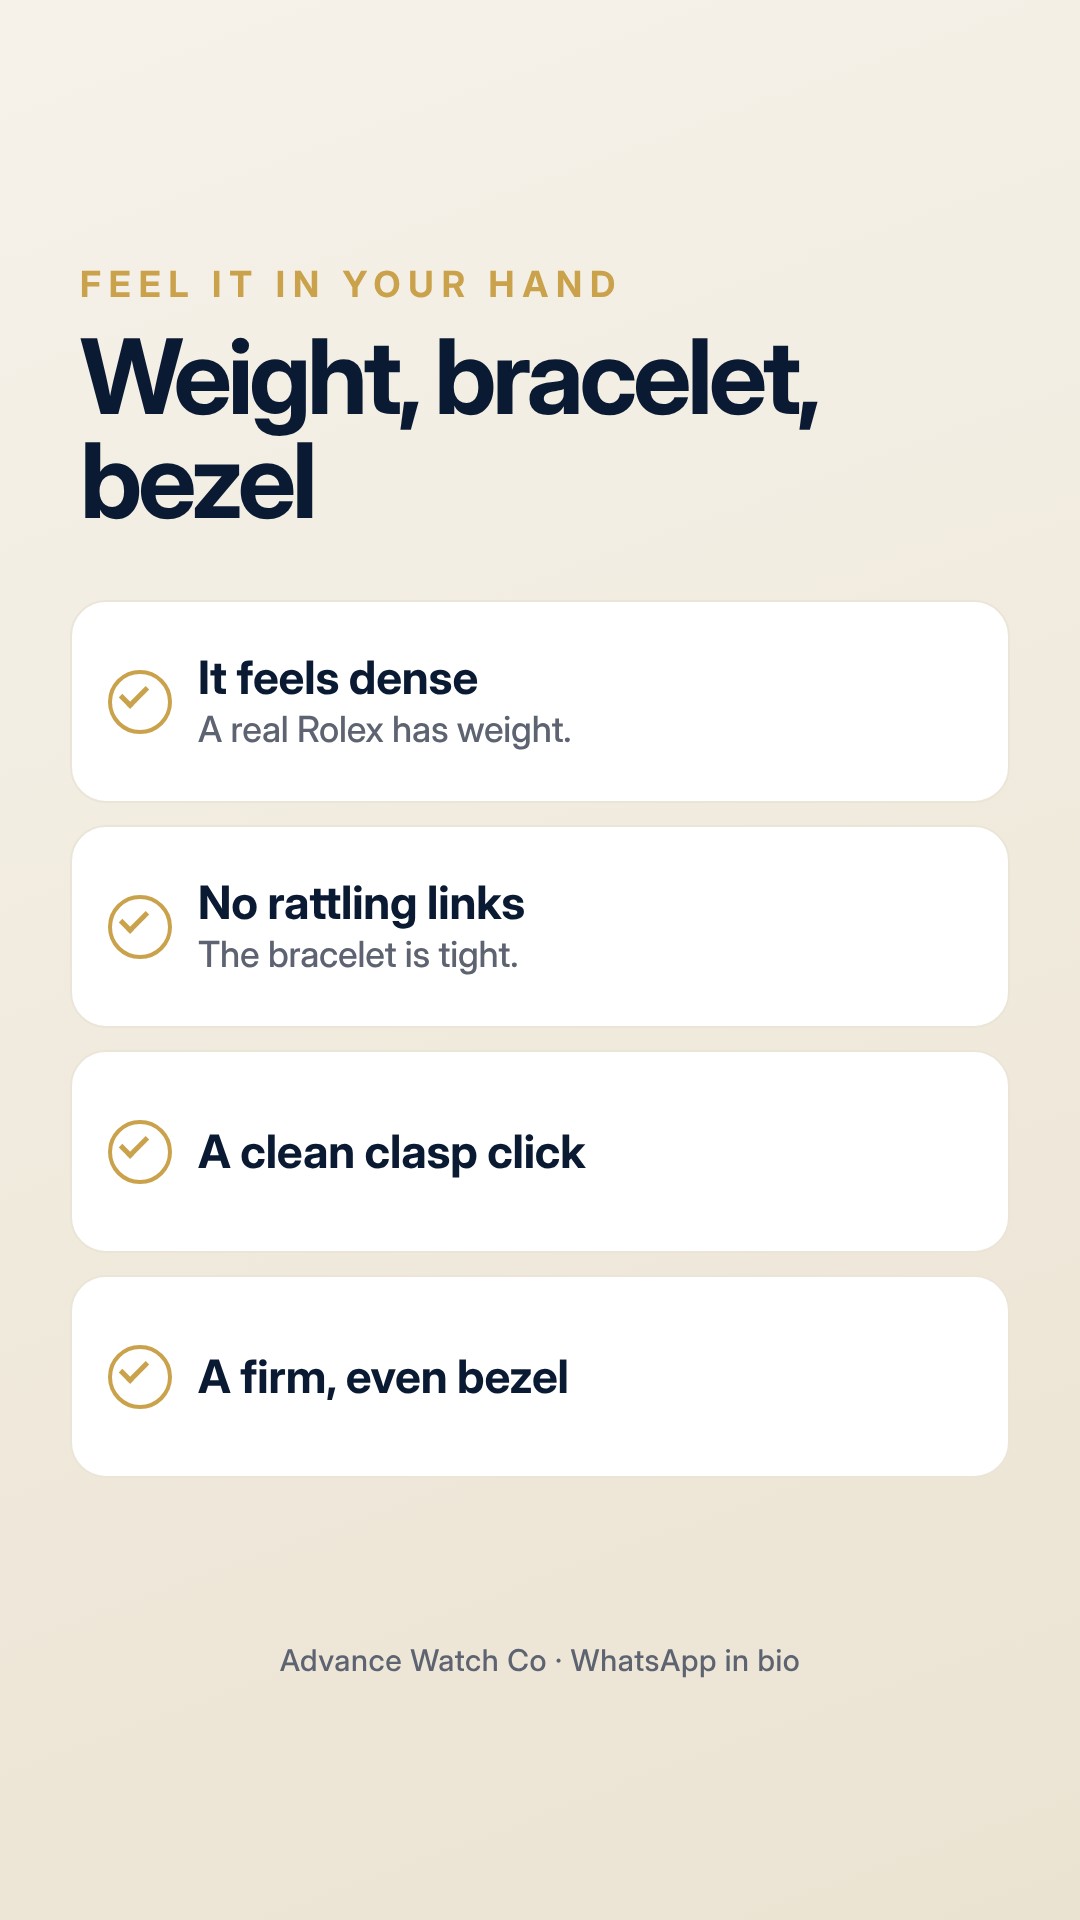 FEEL IT IN YOUR HAND
Weight, bracelet,
bezel
It feels dense
A real Rolex has weight.
No rattling links
The bracelet is tight.
A clean clasp click
A firm, even bezel
Advance Watch Co · WhatsApp in bio